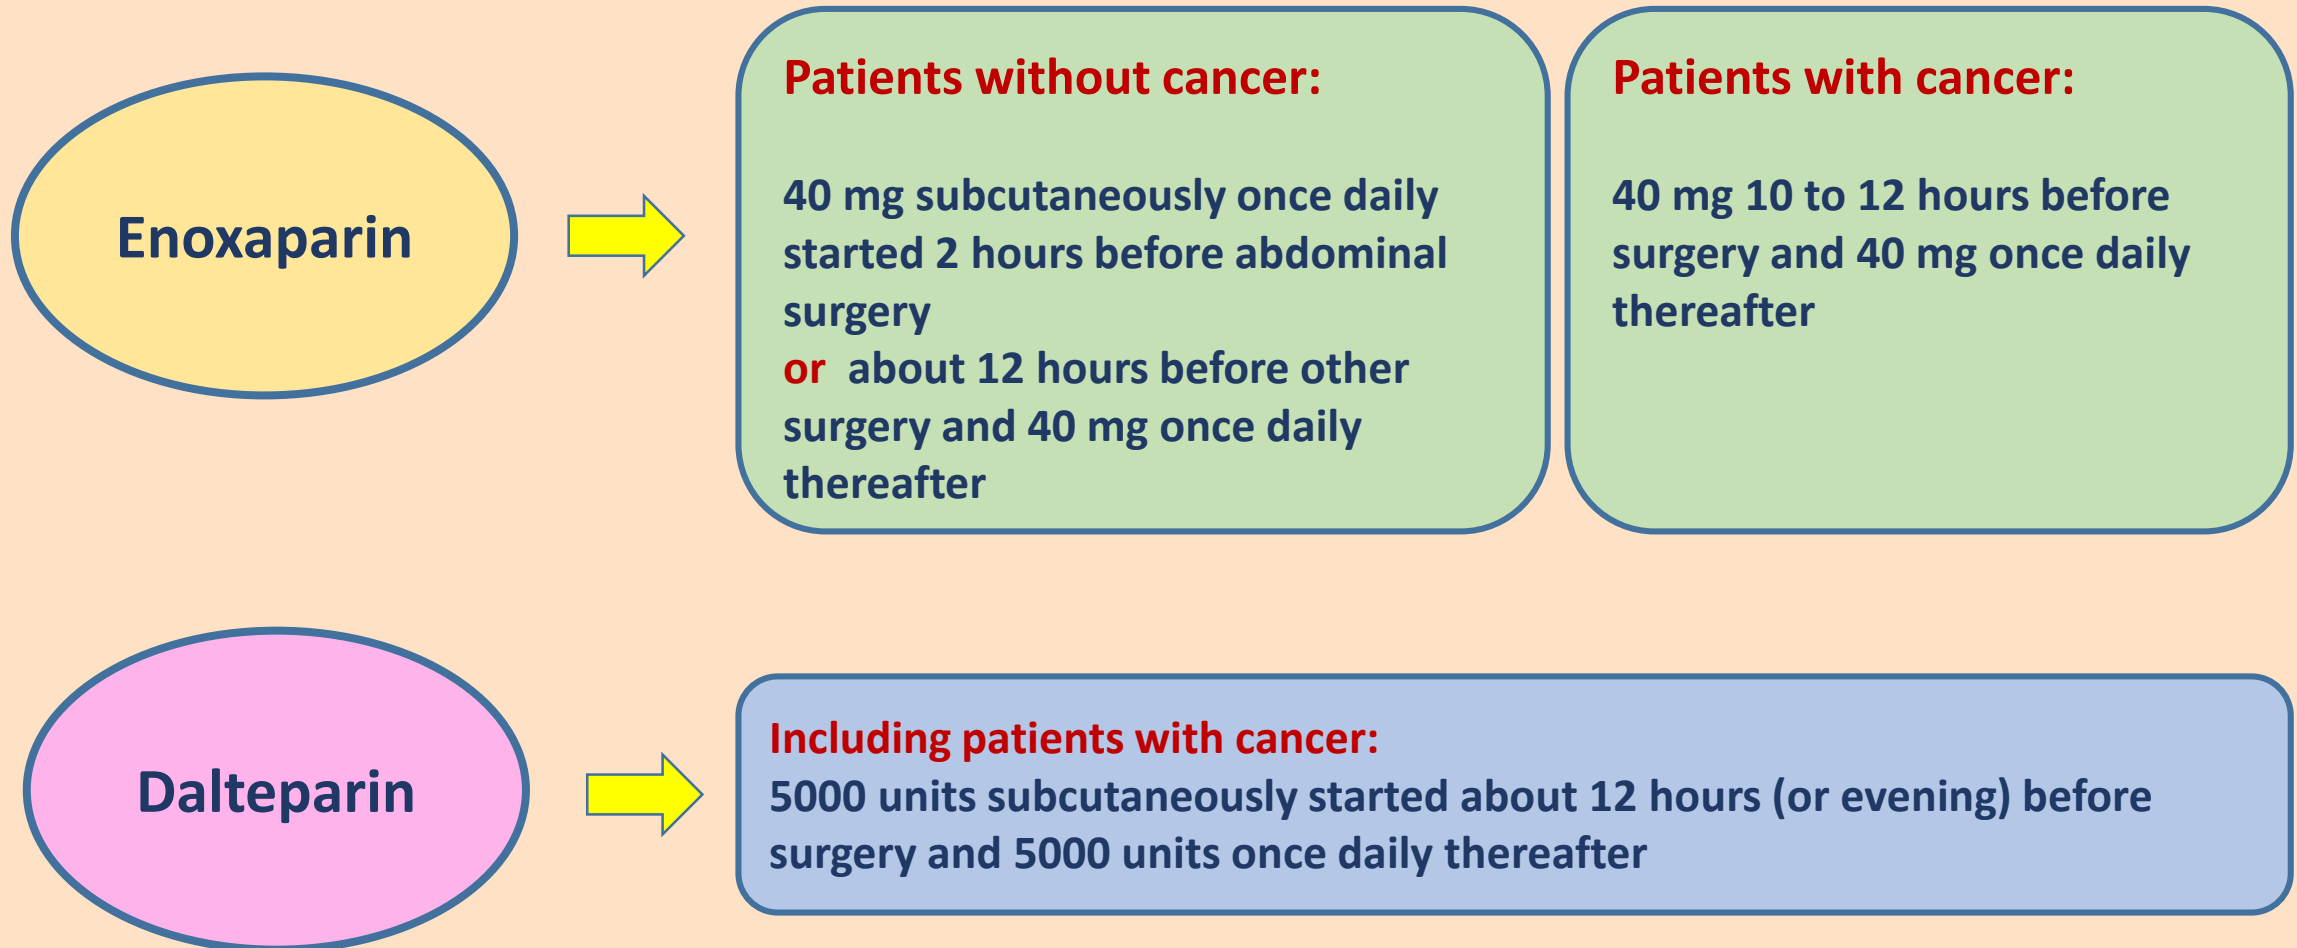 Enoxaparin
Patients without cancer:
40 mg subcutaneously once daily
started 2 hours before abdominal
surgery
or about 12 hours before other
surgery and 40 mg once daily
thereafter
Patients with cancer:
40 mg 10 to 12 hours before
surgery and 40 mg once daily
thereafter
Dalteparin
Including patients with cancer:
5000 units subcutaneously started about 12 hours (or evening) before
surgery and 5000 units once daily thereafter